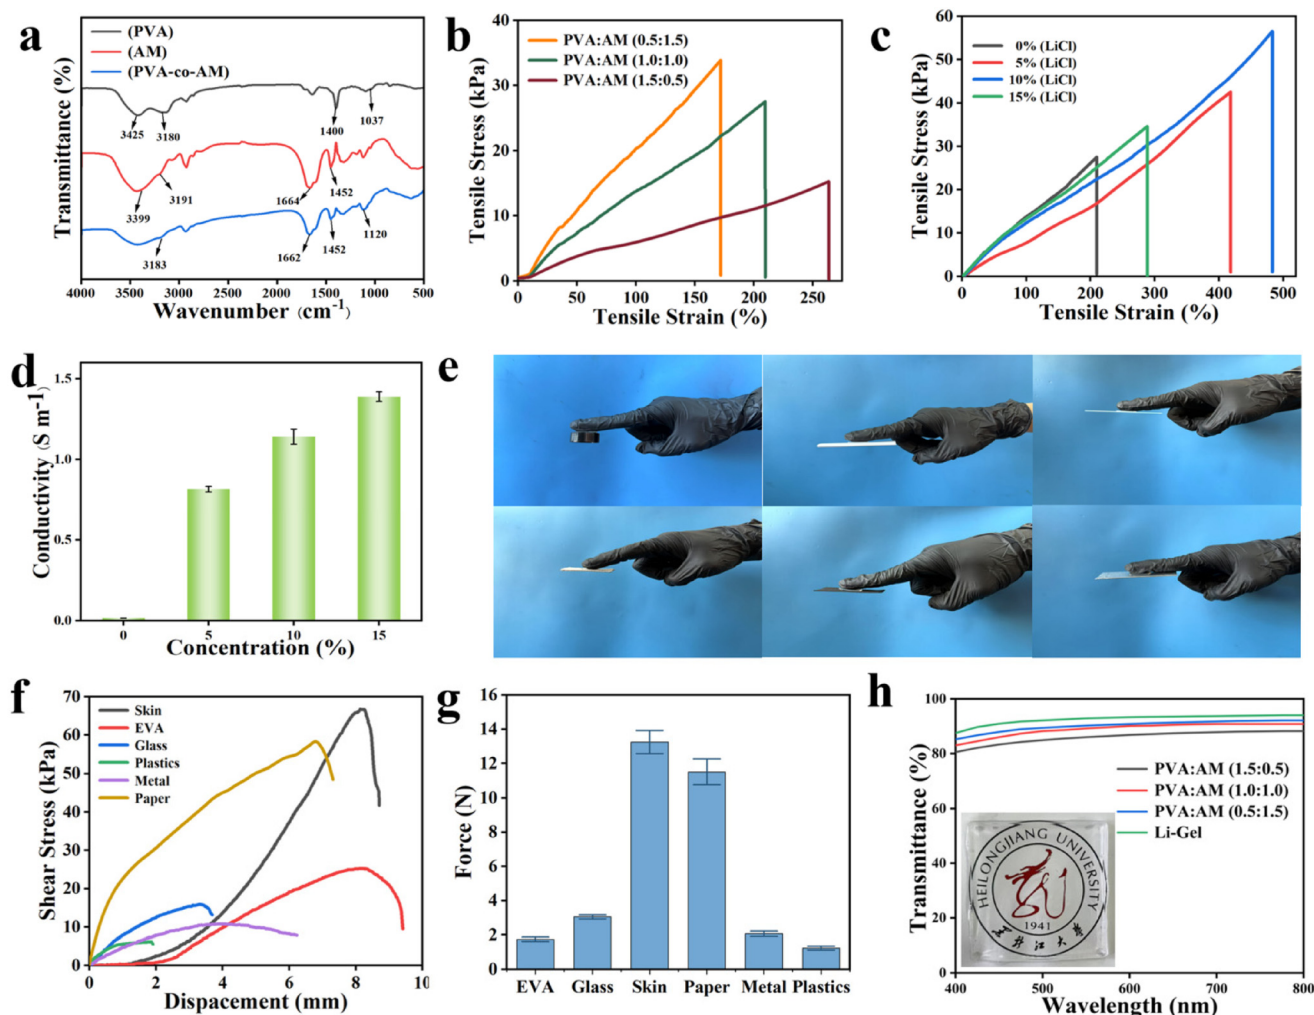 a
(PVA)
(AM)
(PVA-co-AM)
Transmittance (%)
3425
3180
1400
1037
3399
3191
1664
1452
3183
1662
1452
1120
4000
3000
2000
1000
500
Wavenumber (cm-1)
b
PVA:AM (0.5:1.5)
PVA:AM (1.0:1.0)
PVA:AM (1.5:0.5)
Tensile Stress (kPa)
40
30
20
10
0
0
50
100
150
200
250
Tensile Strain (%)
c
0% (LiCl)
5% (LiCl)
10% (LiCl)
15% (LiCl)
Tensile Stress (kPa)
60
50
40
30
20
10
0
0
100
200
300
400
500
Tensile Strain (%)
d
Conductivity (S m-1)
1.5
1.0
0.5
0.0
0
5
10
15
Concentration (%)
e
f
Skin
EVA
Glass
Plastics
Metal
Paper
Shear Stress (kPa)
70
60
50
40
30
20
10
0
0
2
4
6
8
10
Dispacement (mm)
g
Force (N)
16
14
12
10
8
6
4
2
0
EVA
Glass
Skin
Paper
Metal
Plastics
h
Transmittance (%)
100
80
60
40
20
0
PVA:AM (1.5:0.5)
PVA:AM (1.0:1.0)
PVA:AM (0.5:1.5)
Li-Gel
HEILONGJIANG UNIVERSITY
1941
400
500
600
700
800
Wavelength (nm)